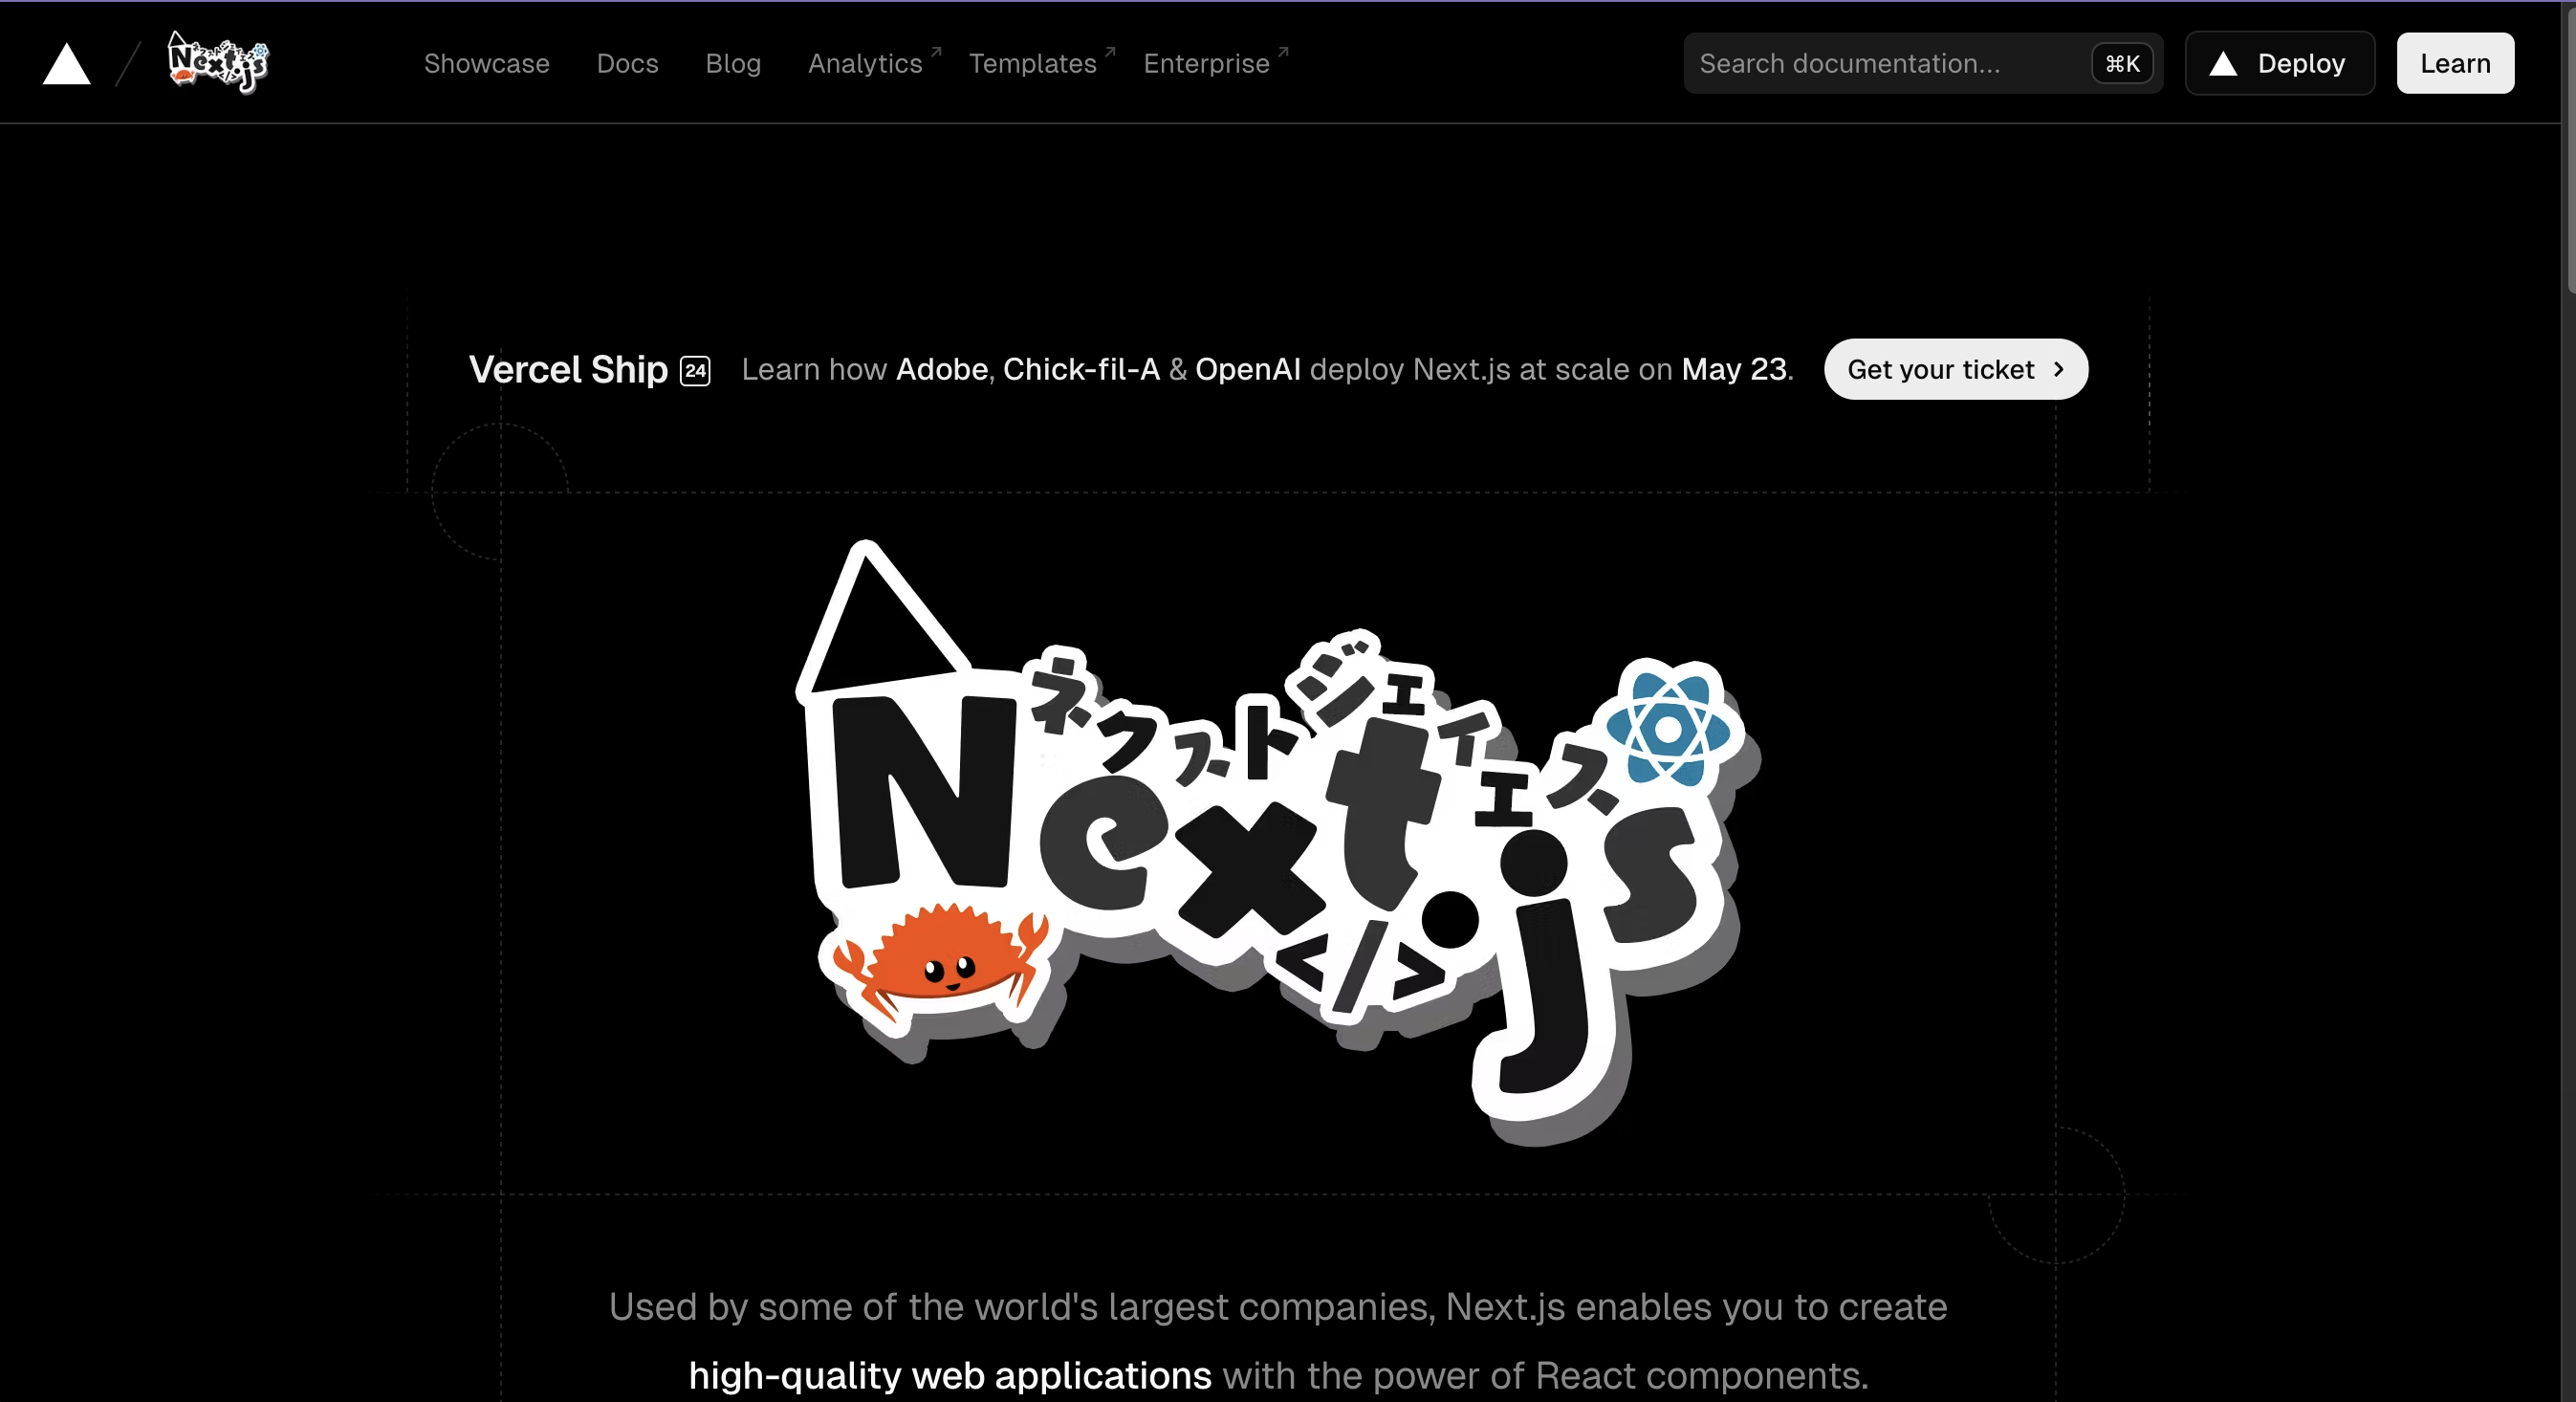 Next.js
Showcase
Docs
Blog
Analytics ↗
Templates ↗
Enterprise ↗
Search documentation...
⌘K
Deploy
Learn
Vercel Ship 24
Learn how Adobe, Chick-fil-A & OpenAI deploy Next.js at scale on May 23.
Get your ticket ›
ネクストジェイエス
Next.js
</>
Used by some of the world's largest companies, Next.js enables you to create
high-quality web applications with the power of React components.